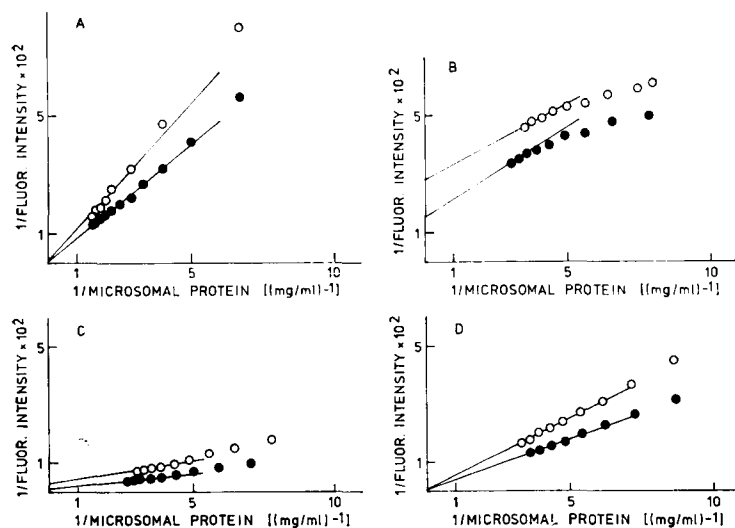 A
1/FLUOR. INTENSITY × 10²
5
1
1 5 10
1/MICROSOMAL PROTEIN [(mg/ml)-1]
B
1/FLUOR. INTENSITY × 10²
5
1
1 5 10
1/MICROSOMAL PROTEIN [(mg/ml)-1]
C
1/FLUOR. INTENSITY × 10²
5
1
1 5 10
1/MICROSOMAL PROTEIN [(mg/ml)-1]
D
1/FLUOR. INTENSITY × 10²
5
1
1 5 10
1/MICROSOMAL PROTEIN [(mg/ml)-1]